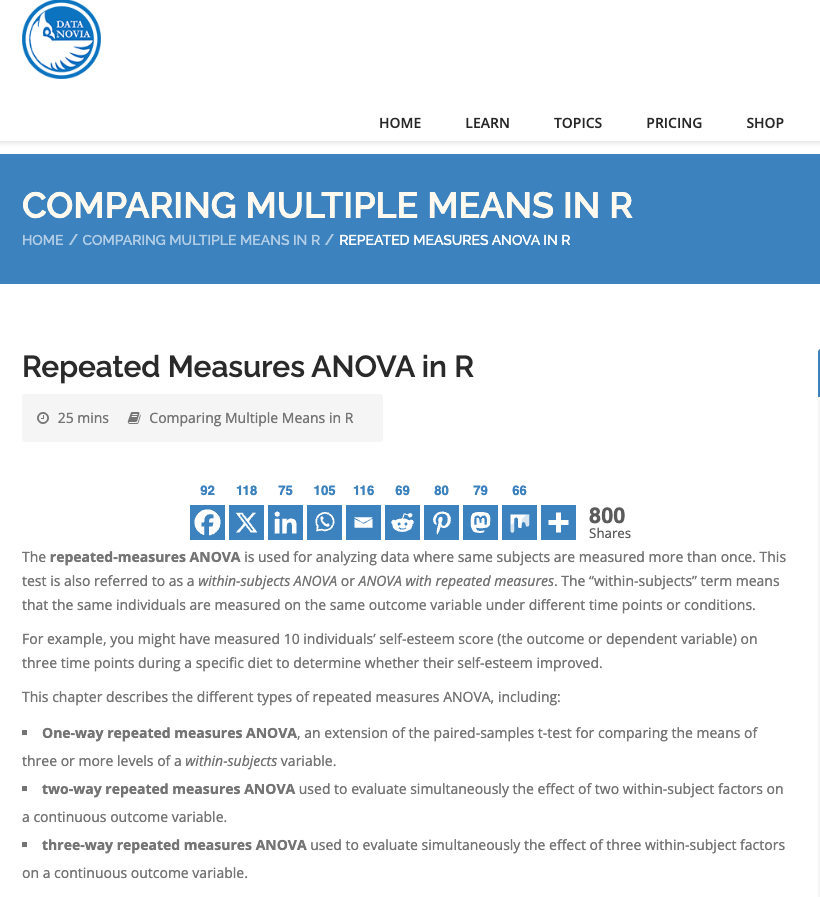 DATA
NOVIA
HOME LEARN TOPICS PRICING SHOP
COMPARING MULTIPLE MEANS IN R
HOME / COMPARING MULTIPLE MEANS IN R / REPEATED MEASURES ANOVA IN R
Repeated Measures ANOVA in R
25 mins Comparing Multiple Means in R
92 118 75 105 116 69 80 79 66
800
Shares
The repeated-measures ANOVA is used for analyzing data where same subjects are measured more than once. This
test is also referred to as a within-subjects ANOVA or ANOVA with repeated measures. The “within-subjects” term means
that the same individuals are measured on the same outcome variable under different time points or conditions.
For example, you might have measured 10 individuals’ self-esteem score (the outcome or dependent variable) on
three time points during a specific diet to determine whether their self-esteem improved.
This chapter describes the different types of repeated measures ANOVA, including:
▪ One-way repeated measures ANOVA, an extension of the paired-samples t-test for comparing the means of
three or more levels of a within-subjects variable.
▪ two-way repeated measures ANOVA used to evaluate simultaneously the effect of two within-subject factors on
a continuous outcome variable.
▪ three-way repeated measures ANOVA used to evaluate simultaneously the effect of three within-subject factors
on a continuous outcome variable.